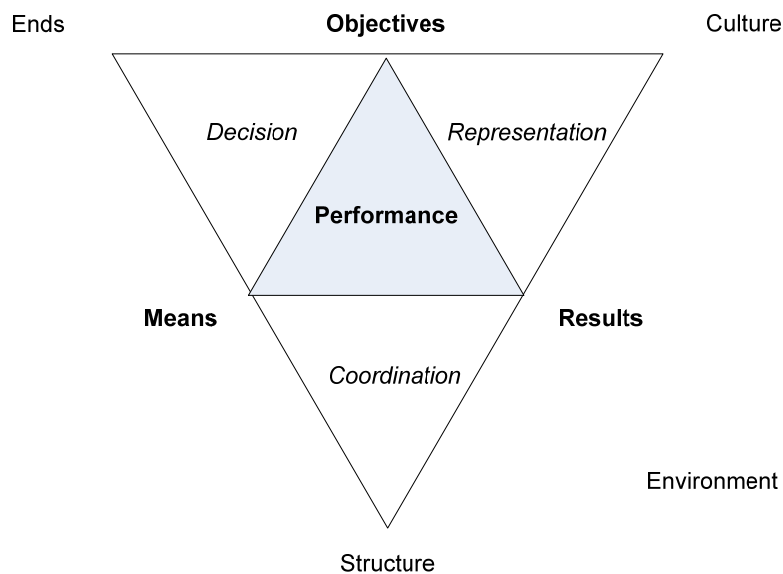 Ends
Objectives
Culture
Decision
Representation
Performance
Means
Results
Coordination
Environment
Structure